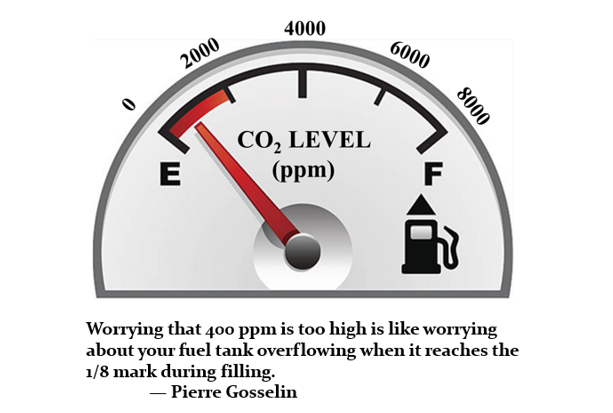 0
2000
4000
6000
8000
CO₂ LEVEL
(ppm)
E
F
Worrying that 400 ppm is too high is like worrying
about your fuel tank overflowing when it reaches the
1/8 mark during filling.
— Pierre Gosselin